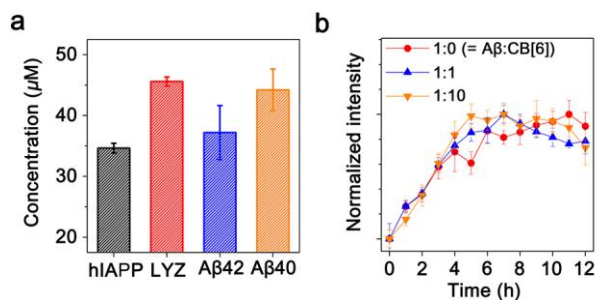 a
Concentration (µM)
50
40
30
20
hIAPP LYZ Aβ42 Aβ40
b
Normalized intensity
1:0 (= Aβ:CB[6])
1:1
1:10
0 2 4 6 8 10 12
Time (h)